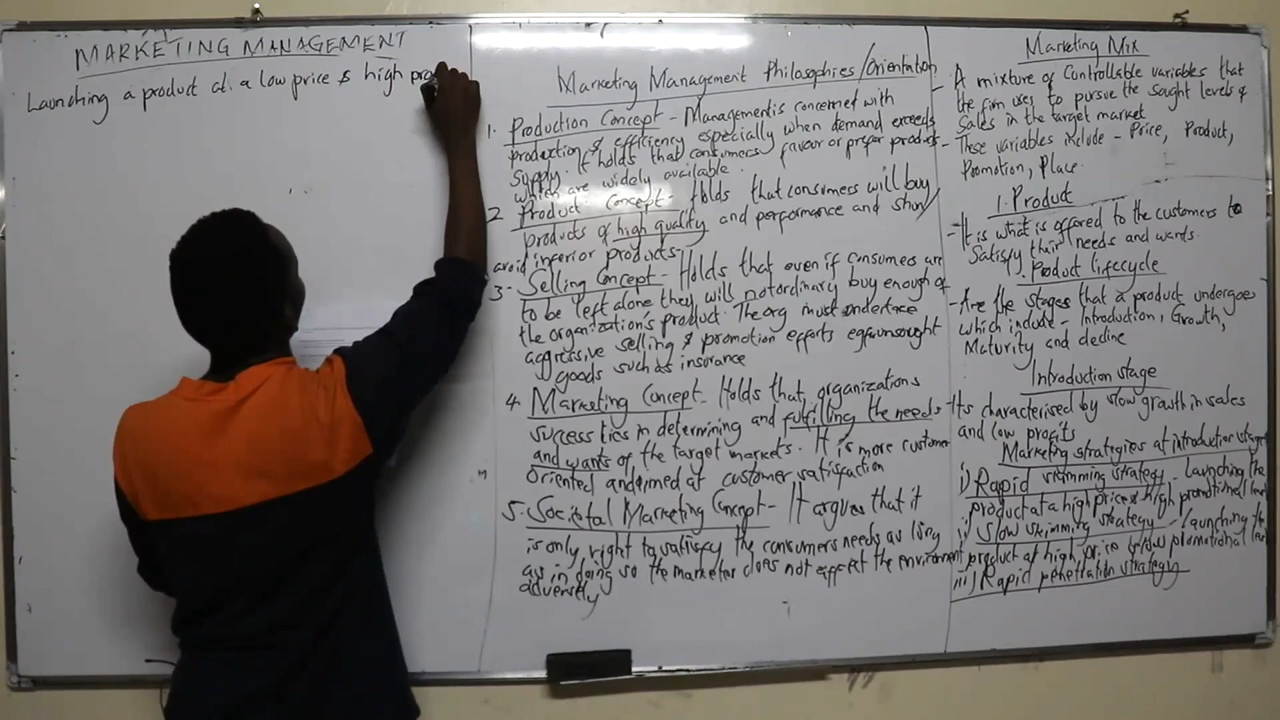 MARKETING MANAGEMENT
Launching a product at a low price & high pro
Marketing Management Philosophies/Orientation
1. Production Concept - Management is concerned with
production & efficiency especially when demand exceeds
supply. It holds that consumers favour or prefer products
which are widely available.
2 Product Concept - Holds that consumers will buy
products of high quality and performance and shun/
avoid inferior products-
3- Selling Concept - Holds that even if consumers are
to be left alone they will not ordinary buy enough of
the organization's product. The org must undertake
aggressive selling & promotion efforts eg for unsought
goods such as insurance
4. Marketing Concept - Holds that organizations
success lies in determining and fulfilling the needs
and wants of the target markets. It is more customer
oriented and aimed at customer satisfaction
5. Societal Marketing Concept - It argues that it
is only right to satisfy the consumers needs as long
as in doing so the marketer does not affect the environment
adversely
Marketing Mix
- A mixture of controllable variables that
the firm uses to pursue the sought levels of
sales in the target market
- These variables include - Price, Product,
Promotion, Place.
1. Product
- It is what is offered to the customers to
satisfy their needs and wants.
Product lifecycle
- Are the stages that a product undergoes
which include - Introduction, Growth,
Maturity and decline
Introduction stage
- Its characterised by slow growth in sales
and low profits
Marketing strategies at introduction stage
i) Rapid skimming strategy - Launching the
product at a high price & high promotional level
ii) Slow skimming strategy - Launching the
product at high price & low promotional level
iii) Rapid penetration strategy